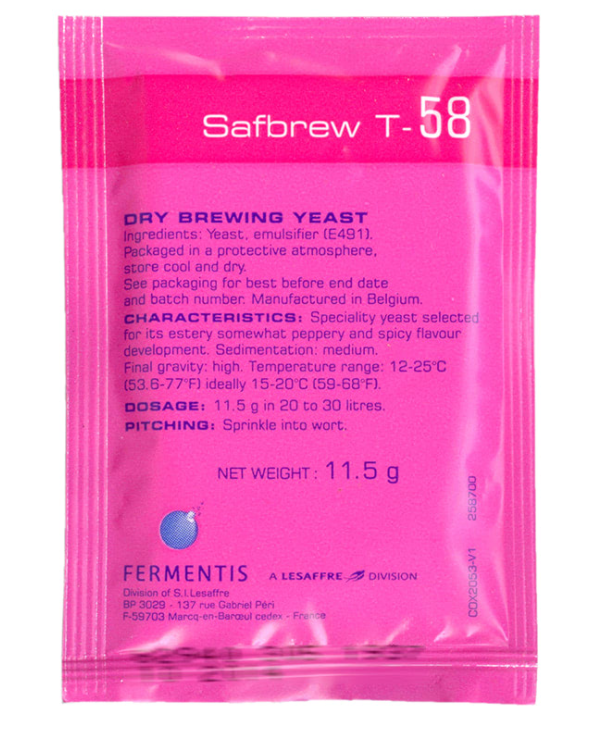 Safbrew T-58
DRY BREWING YEAST
Ingredients: Yeast, emulsifier (E491).
Packaged in a protective atmosphere,
store cool and dry.
See packaging for best before end date
and batch number. Manufactured in Belgium.
CHARACTERISTICS: Speciality yeast selected
for its estery somewhat peppery and spicy flavour
development. Sedimentation: medium.
Final gravity: high. Temperature range: 12-25°C
(53.6-77°F) ideally 15-20°C (59-68°F).
DOSAGE: 11.5 g in 20 to 30 litres.
PITCHING: Sprinkle into wort.
NET WEIGHT : 11.5 g
FERMENTIS A LESAFFRE DIVISION
Division of S.I.Lesaffre
BP 3029 - 137 rue Gabriel Péri
F-59703 Marcq-en-Barœul cedex - France
COX2053-V1